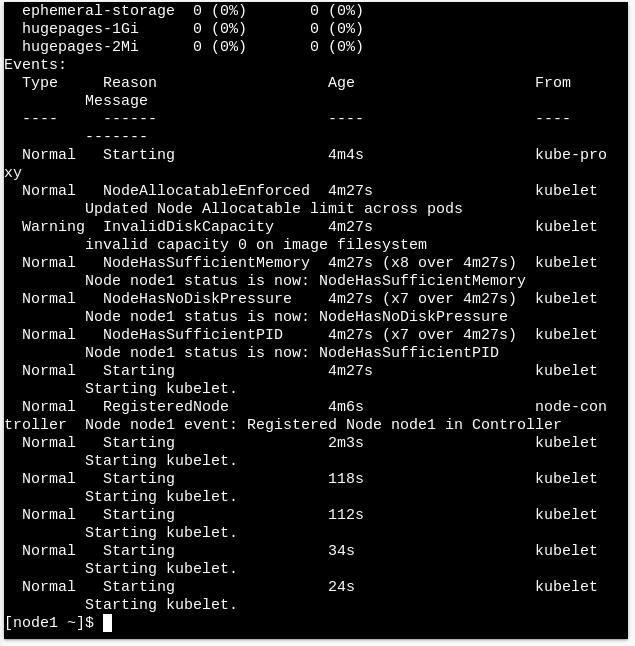 ephemeral-storage  0 (0%)       0 (0%)
hugepages-1Gi      0 (0%)       0 (0%)
hugepages-2Mi      0 (0%)       0 (0%)
Events:
Type     Reason                   Age                    From
Message
----     ------                   ----                   ----
-------
Normal   Starting                 4m4s                   kube-pro
xy
Normal   NodeAllocatableEnforced  4m27s                  kubelet
Updated Node Allocatable limit across pods
Warning  InvalidDiskCapacity      4m27s                  kubelet
invalid capacity 0 on image filesystem
Normal   NodeHasSufficientMemory  4m27s (x8 over 4m27s)  kubelet
Node node1 status is now: NodeHasSufficientMemory
Normal   NodeHasNoDiskPressure    4m27s (x7 over 4m27s)  kubelet
Node node1 status is now: NodeHasNoDiskPressure
Normal   NodeHasSufficientPID     4m27s (x7 over 4m27s)  kubelet
Node node1 status is now: NodeHasSufficientPID
Normal   Starting                 4m27s                  kubelet
Starting kubelet.
Normal   RegisteredNode           4m6s                   node-con
troller  Node node1 event: Registered Node node1 in Controller
Normal   Starting                 2m3s                   kubelet
Starting kubelet.
Normal   Starting                 118s                   kubelet
Starting kubelet.
Normal   Starting                 112s                   kubelet
Starting kubelet.
Normal   Starting                 34s                    kubelet
Starting kubelet.
Normal   Starting                 24s                    kubelet
Starting kubelet.
[node1 ~]$